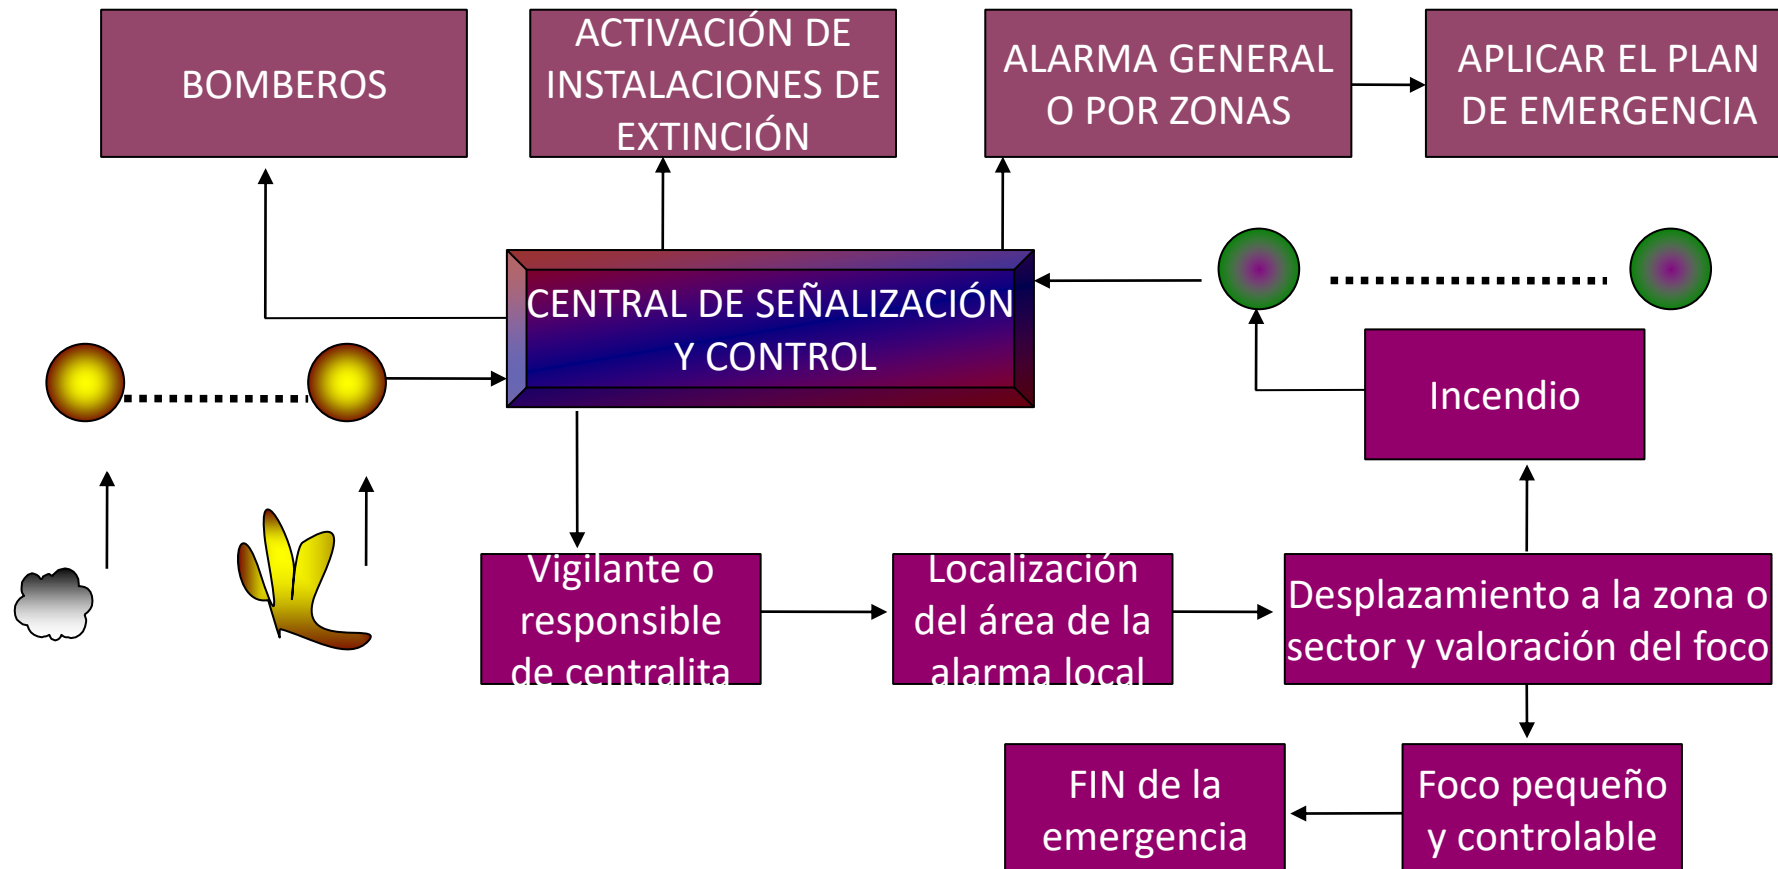 BOMBEROS
ACTIVACIÓN DE
INSTALACIONES DE
EXTINCIÓN
ALARMA GENERAL
O POR ZONAS
APLICAR EL PLAN
DE EMERGENCIA
CENTRAL DE SEÑALIZACIÓN
Y CONTROL
Incendio
Vigilante o
responsible
de centralita
Localización
del área de la
alarma local
Desplazamiento a la zona o
sector y valoración del foco
FIN de la
emergencia
Foco pequeño
y controlable